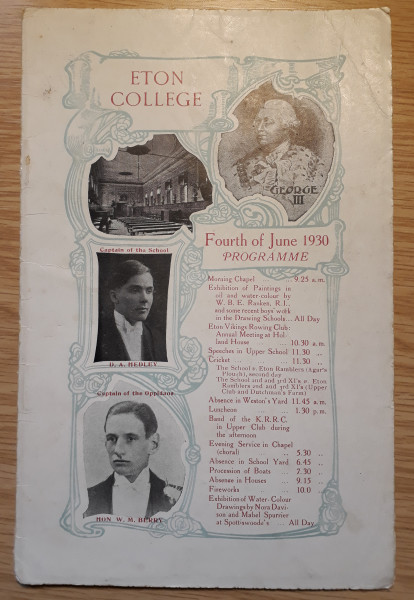 ETON
COLLEGE
GEORGE
III
Captain of the School
H. A. HEDLEY
Captain of the Oppidans
HON. W. M. BERRY
Fourth of June 1930
PROGRAMME
Morning Chapel ... 9.25 a.m.
Exhibition of Paintings in
oil and water-colour by
W. B. E. Ranken, R.I.,
and some recent boys' work
in the Drawing Schools... All Day
Eton Vikings Rowing Club:
Annual Meeting at Hol-
land House ... 10.30 a.m.
Speeches in Upper School 11.30 ,,
Cricket ... 11.30 ,,
The School v. Eton Ramblers (Agar's
Plough), second day
The School 2nd and 3rd XI's v. Eton
Ramblers 2nd and 3rd XI's (Upper
Club and Dutchman's Farm)
Absence in Weston's Yard 11.45 a.m.
Luncheon ... 1.30 p.m.
Band of the K.R.R.C.
in Upper Club during
the afternoon
Evening Service in Chapel
(choral) ... 5.30 ,,
Absence in School Yard 6.45 ,,
Procession of Boats ... 7.30 ,,
Absense in Houses ... 9.15 ,,
Fireworks ... 10.0 ,,
Exhibition of Water-Colour
Drawings by Nora Davi-
son and Mabel Sparrier
at Spottiswoode's ... All Day